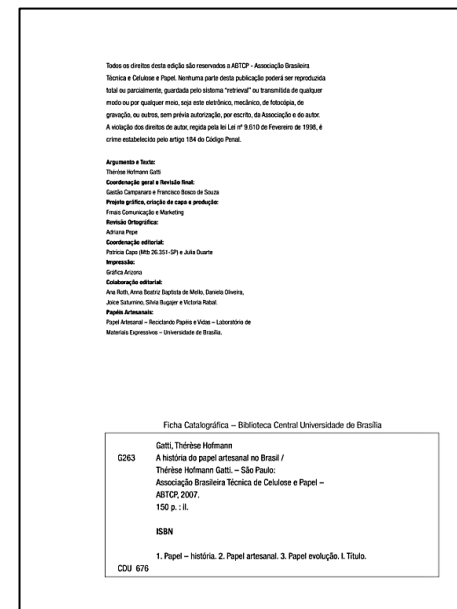 Todos os direitos desta edição são reservados a ABTCP - Associação Brasileira
Técnica e Celulose e Papel. Nenhuma parte desta publicação poderá ser reproduzida
total ou parcialmente, guardada pelo sistema "retrieval" ou transmitida de qualquer
modo ou por qualquer meio, seja este eletrônico, mecânico, de fotocópia, de
gravação, ou outros, sem prévia autorização, por escrito, da Associação e do autor.
A violação dos direitos de autor, regida pela lei Lei nº 9.610 de Fevereiro de 1998, é
crime estabelecido pelo artigo 184 do Código Penal.
Argumento e Texto:
Thérèse Hofmann Gatti
Coordenação geral e Revisão final:
Gastão Campanaro e Francisco Bosco de Souza
Projeto gráfico, criação de capa e produção:
Fmais Comunicação e Marketing
Revisão Ortográfica:
Adriana Pepe
Coordenação editorial:
Patrícia Capo (Mtb 26.351-SP) e Julia Duarte
Impressão:
Gráfica Arizona
Colaboração editorial:
Ana Roth, Anna Beatriz Baptista de Mello, Daniela Oliveira,
Joice Saturnino, Silvia Bugajer e Victoria Rabal.
Papéis Artesanais:
Papel Artesanal – Reciclando Papéis e Vidas – Laboratório de
Materiais Expressivos – Universidade de Brasília.
Ficha Catalográfica – Biblioteca Central Universidade de Brasília
Gatti, Thérèse Hofmann
G263 A história do papel artesanal no Brasil /
Thérèse Hofmann Gatti. – São Paulo:
Associação Brasileira Técnica de Celulose e Papel –
ABTCP, 2007.
150 p. : il.
ISBN
1. Papel – história. 2. Papel artesanal. 3. Papel evolução. I. Título.
CDU 676